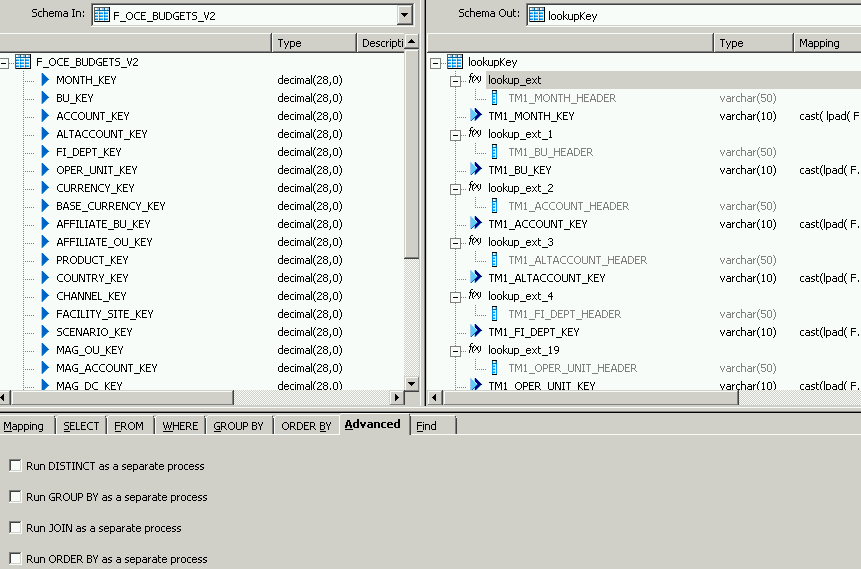 Schema In: F_OCE_BUDGETS_V2
Type Descripti
F_OCE_BUDGETS_V2
MONTH_KEY decimal(28,0)
BU_KEY decimal(28,0)
ACCOUNT_KEY decimal(28,0)
ALTACCOUNT_KEY decimal(28,0)
FI_DEPT_KEY decimal(28,0)
OPER_UNIT_KEY decimal(28,0)
CURRENCY_KEY decimal(28,0)
BASE_CURRENCY_KEY decimal(28,0)
AFFILIATE_BU_KEY decimal(28,0)
AFFILIATE_OU_KEY decimal(28,0)
PRODUCT_KEY decimal(28,0)
COUNTRY_KEY decimal(28,0)
CHANNEL_KEY decimal(28,0)
FACILITY_SITE_KEY decimal(28,0)
SCENARIO_KEY decimal(28,0)
MAG_OU_KEY decimal(28,0)
MAG_ACCOUNT_KEY decimal(28,0)
MAG_DC_KEY decimal(28,0)
Schema Out: lookupKey
Type Mapping
lookupKey
f(x) lookup_ext
TM1_MONTH_HEADER varchar(50)
TM1_MONTH_KEY varchar(10) cast( lpad( F
f(x) lookup_ext_1
TM1_BU_HEADER varchar(50)
TM1_BU_KEY varchar(10) cast(lpad( F.
f(x) lookup_ext_2
TM1_ACCOUNT_HEADER varchar(50)
TM1_ACCOUNT_KEY varchar(10) cast(lpad( F.
f(x) lookup_ext_3
TM1_ALTACCOUNT_HEADER varchar(50)
TM1_ALTACCOUNT_KEY varchar(10) cast(lpad( F.
f(x) lookup_ext_4
TM1_FI_DEPT_HEADER varchar(50)
TM1_FI_DEPT_KEY varchar(10) cast(lpad( F.
f(x) lookup_ext_19
TM1_OPER_UNIT_HEADER varchar(50)
TM1_OPER_UNIT_KEY varchar(10) cast(lpad( F.
Mapping SELECT FROM WHERE GROUP BY ORDER BY Advanced Find
Run DISTINCT as a separate process
Run GROUP BY as a separate process
Run JOIN as a separate process
Run ORDER BY as a separate process